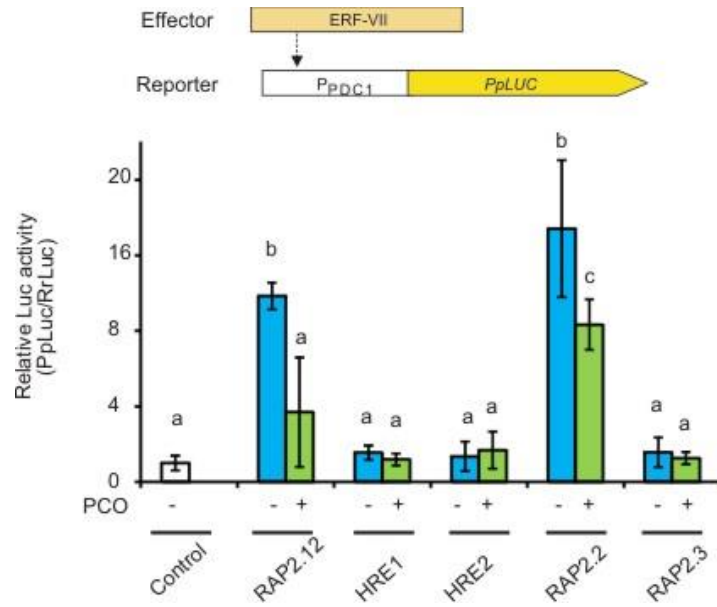 Effector ERF-VII
Reporter PPDC1 PpLUC
Relative Luc activity
(PpLuc/RrLuc)
20
16
8
4
0
a b a a a a a b c a a
PCO - - + - + - + - + - +
Control RAP2.12 HRE1 HRE2 RAP2.2 RAP2.3